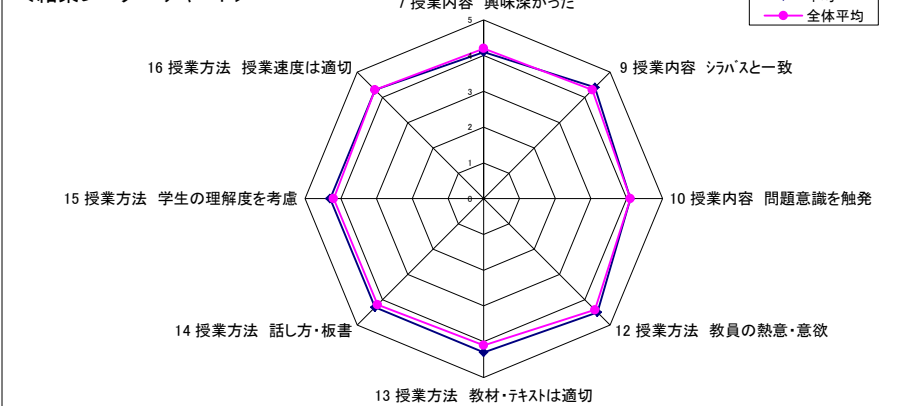 7 授業内容 興味深かった
全体平均
16 授業方法 授業速度は適切
9 授業内容 シラバスと一致
15 授業方法 学生の理解度を考慮
10 授業内容 問題意識を触発
14 授業方法 話し方・板書
12 授業方法 教員の熱意・意欲
13 授業方法 教材・テキストは適切
5
4
3
2
1
0